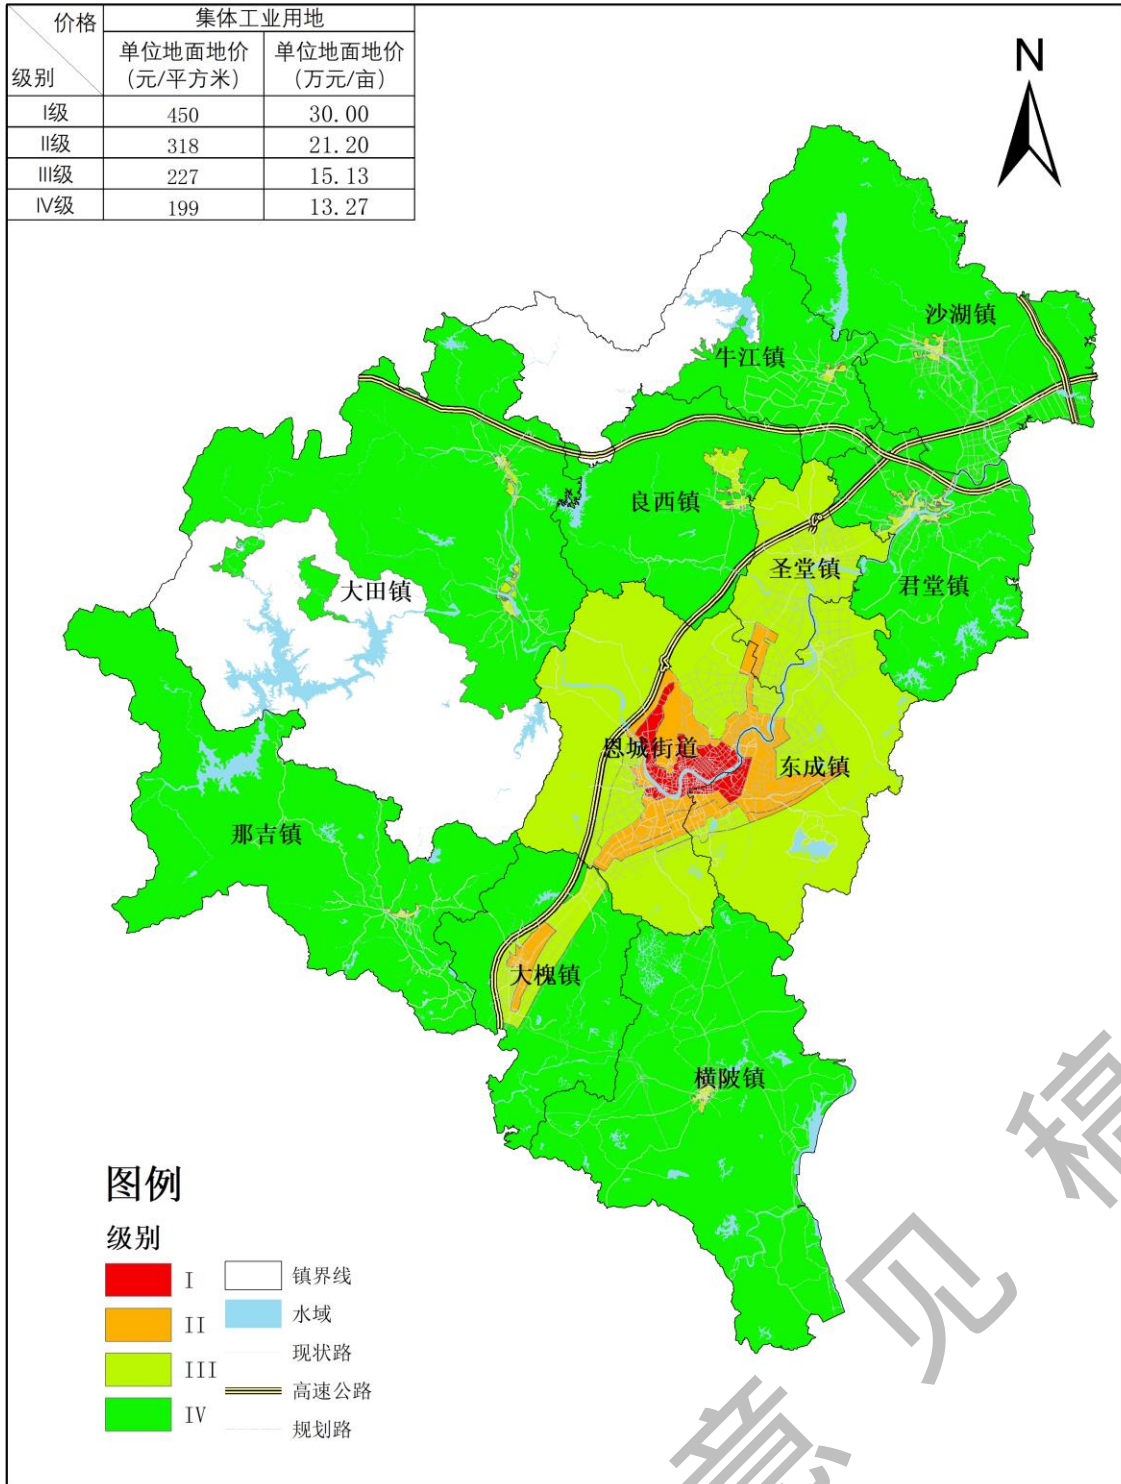 价格
级别
集体工业用地
单位地面地价
(元/平方米)
单位地面地价
(万元/亩)
I级 450 30.00
II级 318 21.20
III级 227 15.13
IV级 199 13.27
N
沙湖镇
牛江镇
良西镇
圣堂镇
君堂镇
大田镇
恩城街道
东成镇
那吉镇
大槐镇
横陂镇
图例
级别
I
II
III
IV
镇界线
水域
现状路
高速公路
规划路
意见稿